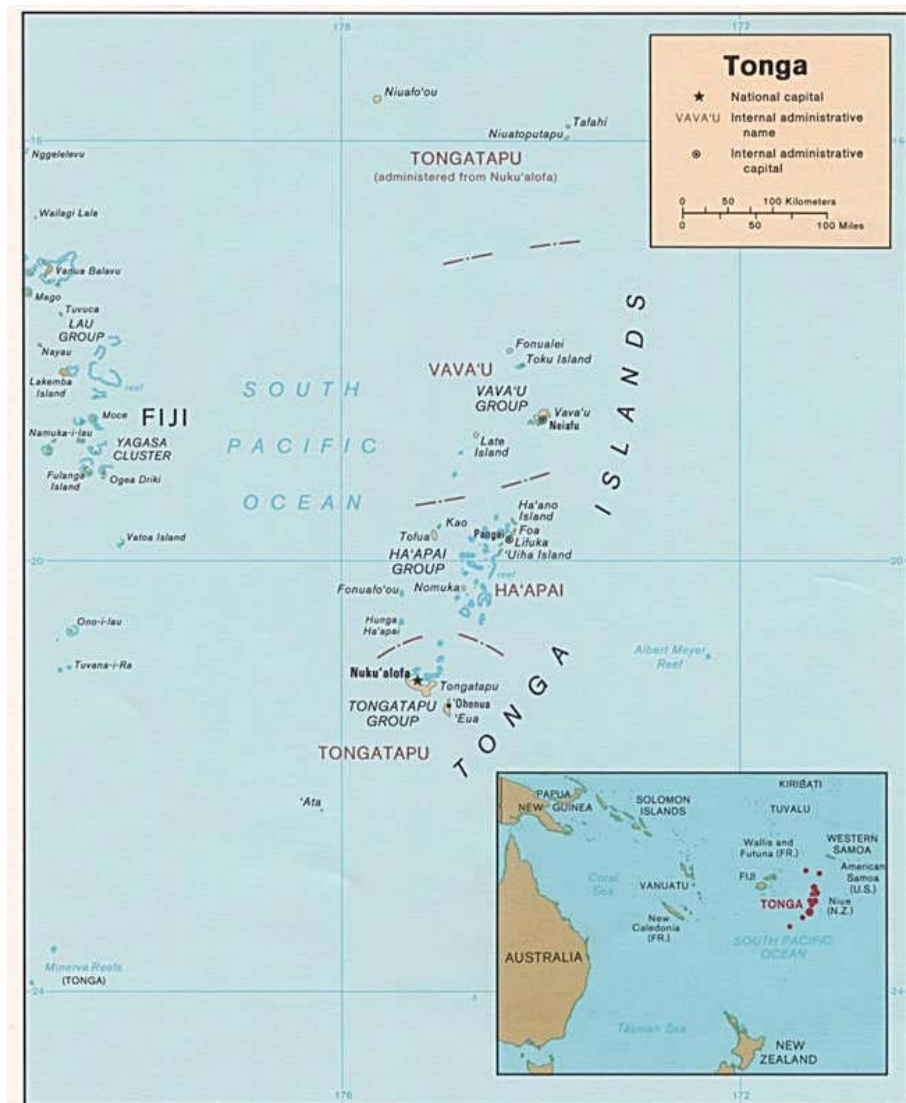 178
172
Tonga
National capital
VAVA'U Internal administrative
name
Internal administrative
capital
0 50 100 Kilometers
0 50 100 Miles
Niuafo'ou
Tafahi
Niuatoputapu
16
TONGATAPU
(administered from Nuku'alofa)
Nggelelevu
Wailagi Lala
Vanua Balavu
Mago
Tuvuca
LAU
GROUP
Nayau
Lakemba
Island
reef
Moce
FIJI
Namuka-i-lau
YAGASA
CLUSTER
Fulanga
Island
Ogea Driki
Vatoa Island
Ono-i-lau
Tuvana-i-Ra
SOUTH
PACIFIC
OCEAN
Fonualei
Toku Island
VAVA'U
VAVA'U
GROUP
Vava'u
Neiafu
Late
Island
Ha'ano
Island
Kao
Tofua
Pangai
Foa
Lifuka
'Uiha Island
HA'APAI
GROUP
20
reef
Fonuafo'ou
Nomuka
HA'APAI
Hunga
Ha'apai
Albert Meyer
Reef
Nuku'alofa
Tongatapu
TONGATAPU
GROUP
'Ohonua
'Eua
TONGATAPU
TONGA ISLANDS
'Ata
Minerva Reefs
(TONGA)
24
24
176
172
PAPUA
NEW GUINEA
SOLOMON
ISLANDS
KIRIBATI
TUVALU
Wallis and
Futuna (FR.)
WESTERN
SAMOA
American
Samoa
(U.S.)
Coral
Sea
VANUATU
FIJI
TONGA
Niue
(N.Z.)
New
Caledonia
(FR.)
SOUTH PACIFIC
OCEAN
AUSTRALIA
Tasman Sea
NEW
ZEALAND